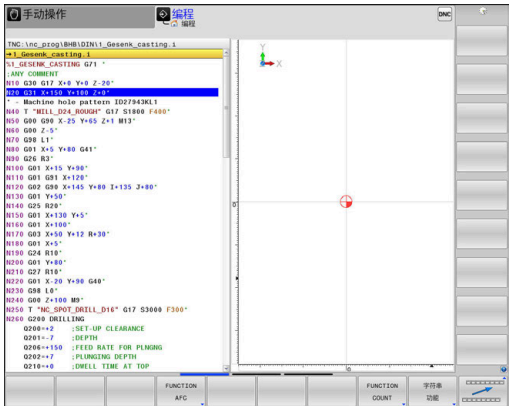 手动操作
编程
编程
DNC
TNC:\nc_prog\BHB\DIN\1_Gesenk_casting.i
→1_Gesenk_casting.i
%1_GESENK_CASTING G71 *
;ANY COMMENT
N10 G30 G17 X+0 Y+0 Z-20*
N20 G31 X+150 Y+100 Z+0*
* - Machine hole pattern ID27943KL1
N40 T "MILL_D24_ROUGH" G17 S1800 F400*
N50 G00 G90 X-25 Y+65 Z+1 M13*
N60 G00 Z-5*
N70 G98 L1*
N80 G01 X+5 Y+80 G41*
N90 G26 R3*
N100 G01 X+15 Y+90*
N110 G01 G91 X+120*
N120 G02 G90 X+145 Y+80 I+135 J+80*
N130 G01 Y+50*
N140 G25 R20*
N150 G01 X+130 Y+5*
N160 G01 X+100*
N170 G03 X+50 Y+12 R+30*
N180 G01 X+5*
N190 G24 R10*
N200 G01 Y+80*
N210 G27 R10*
N220 G01 X-20 Y+90 G40*
N230 G98 L0*
N240 G00 Z+100 M9*
N250 T "NC_SPOT_DRILL_D16" G17 S3000 F300*
N260 G200 DRILLING
Q200=+2 ;SET-UP CLEARANCE
Q201=-7 ;DEPTH
Q206=+150 ;FEED RATE FOR PLNGNG
Q202=+7 ;PLUNGING DEPTH
Q210=+0 ;DWELL TIME AT TOP
Y
X
0
0
FUNCTION
AFC
FUNCTION
COUNT
字符串
功能